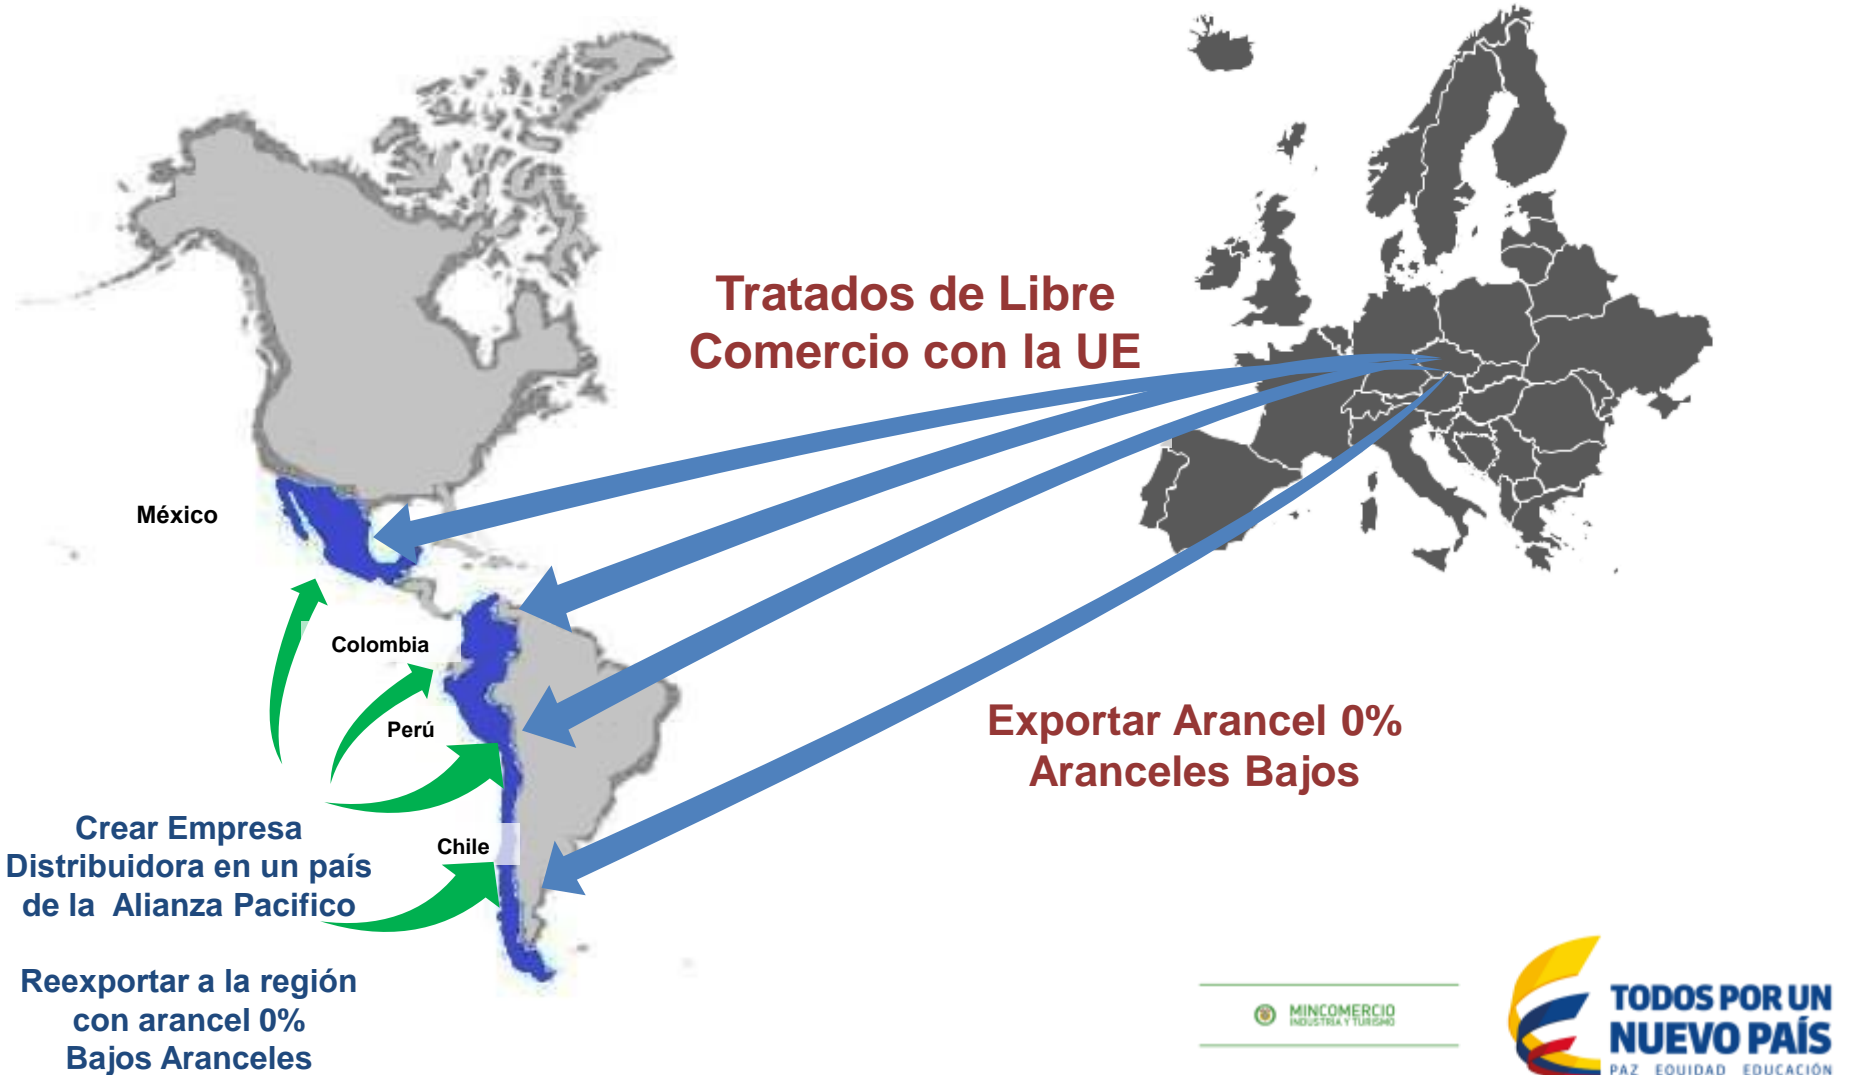 Tratados de Libre
Comercio con la UE
México
Colombia
Perú
Exportar Arancel 0%
Aranceles Bajos
Chile
Crear Empresa
Distribuidora en un país
de la Alianza Pacifico
Reexportar a la región
con arancel 0%
Bajos Aranceles
MINCOMERCIO
INDUSTRIA Y TURISMO
TODOS POR UN
NUEVO PAÍS
PAZ EQUIDAD EDUCACIÓN